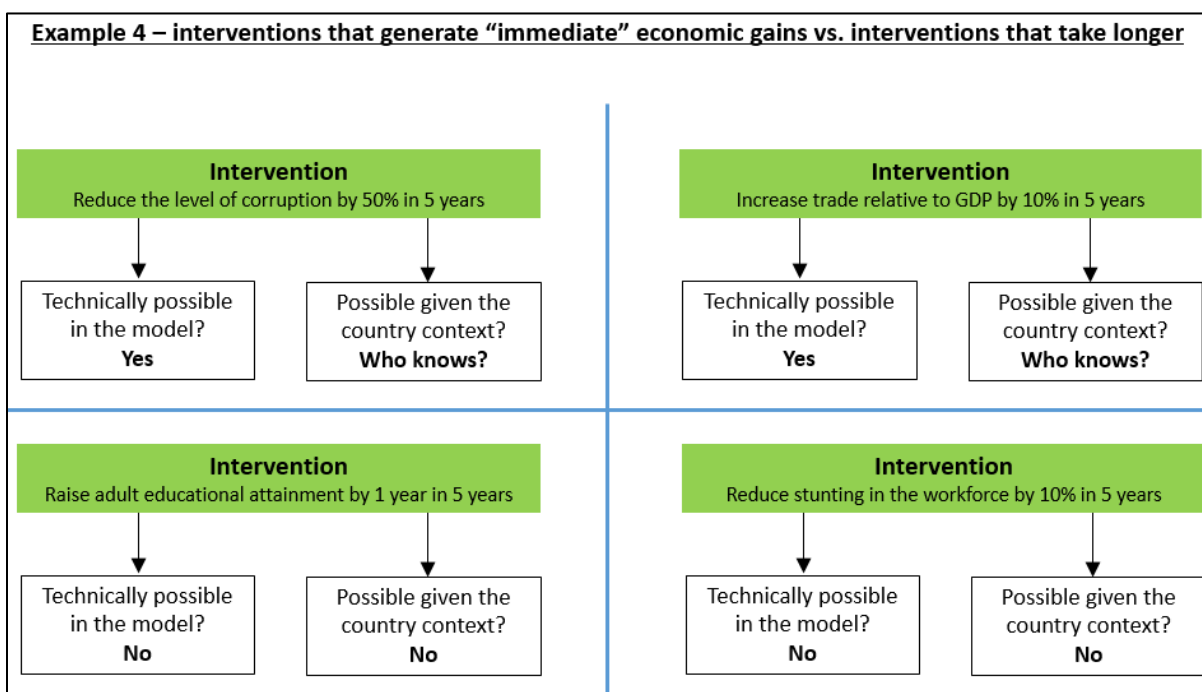 Example 4 – interventions that generate “immediate” economic gains vs. interventions that take longer
Intervention
Reduce the level of corruption by 50% in 5 years
Technically possible
in the model?
Yes
Possible given the
country context?
Who knows?
Intervention
Increase trade relative to GDP by 10% in 5 years
Technically possible
in the model?
Yes
Possible given the
country context?
Who knows?
Intervention
Raise adult educational attainment by 1 year in 5 years
Technically possible
in the model?
No
Possible given the
country context?
No
Intervention
Reduce stunting in the workforce by 10% in 5 years
Technically possible
in the model?
No
Possible given the
country context?
No